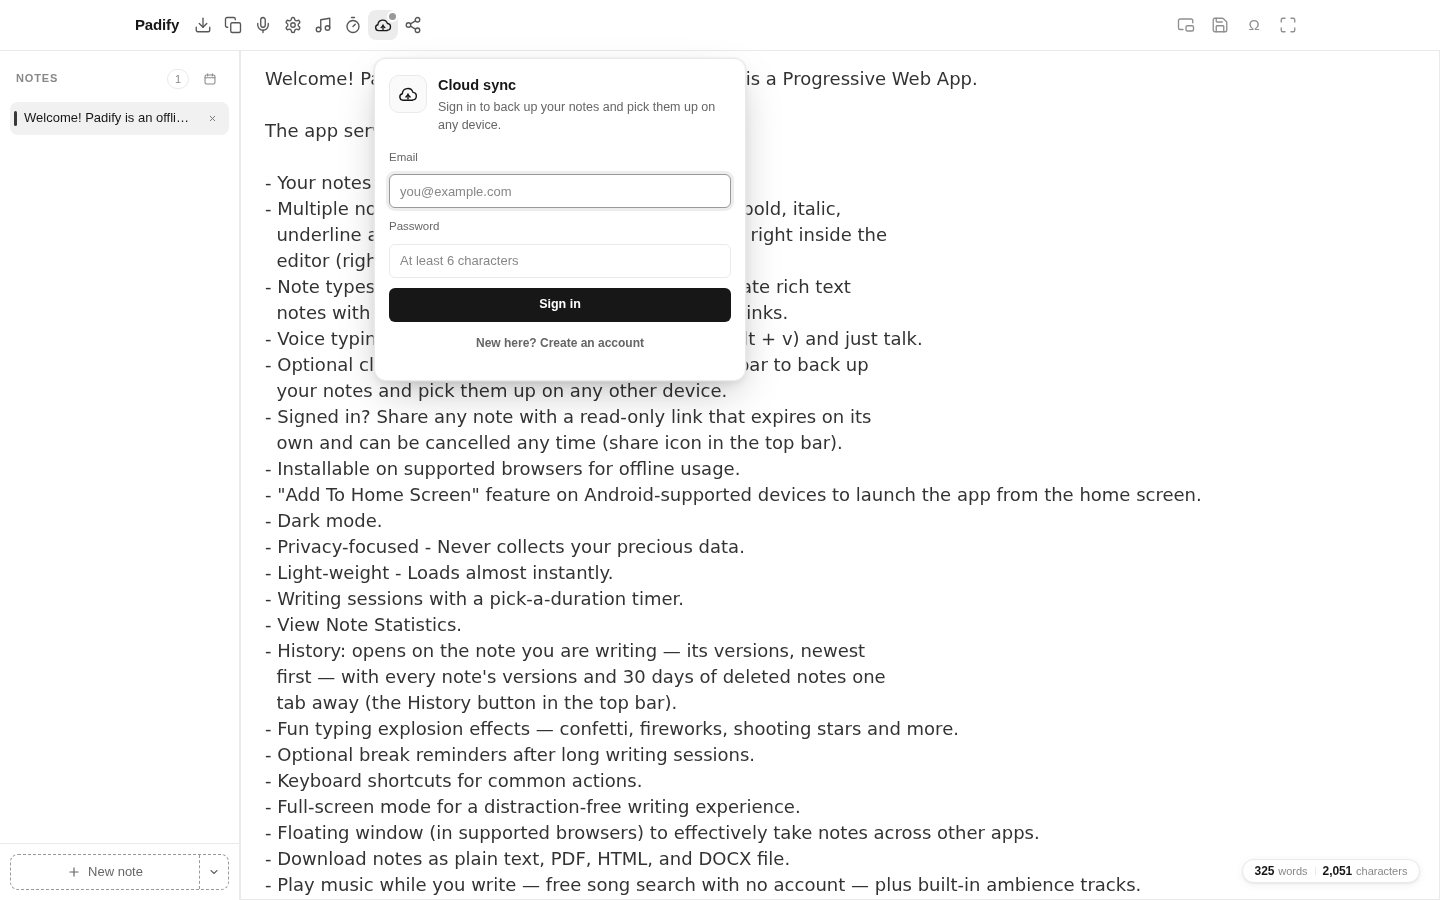 Padify
Ω
NOTES
1
Welcome! Padify is an offli...
×
New note
Cloud sync
Sign in to back up your notes and pick them up on
any device.
Email
you@example.com
Password
At least 6 characters
Sign in
New here? Create an account
Welcome! is a Progressive Web App.
The app
- Your notes
- Multiple bold, italic,
underline right inside the
editor
- Note types rich text
notes with
- Voice + v) and just talk.
- Optional to back up
your notes and pick them up on any other device.
- Signed in? Share any note with a read-only link that expires on its
own and can be cancelled any time (share icon in the top bar).
- Installable on supported browsers for offline usage.
- "Add To Home Screen" feature on Android-supported devices to launch the app from the home screen.
- Dark mode.
- Privacy-focused - Never collects your precious data.
- Light-weight - Loads almost instantly.
- Writing sessions with a pick-a-duration timer.
- View Note Statistics.
- History: opens on the note you are writing — its versions, newest
first — with every note's versions and 30 days of deleted notes one
tab away (the History button in the top bar).
- Fun typing explosion effects — confetti, fireworks, shooting stars and more.
- Optional break reminders after long writing sessions.
- Keyboard shortcuts for common actions.
- Full-screen mode for a distraction-free writing experience.
- Floating window (in supported browsers) to effectively take notes across other apps.
- Download notes as plain text, PDF, HTML, and DOCX file.
- Play music while you write — free song search with no account — plus built-in ambience tracks.
325 words 2,051 characters